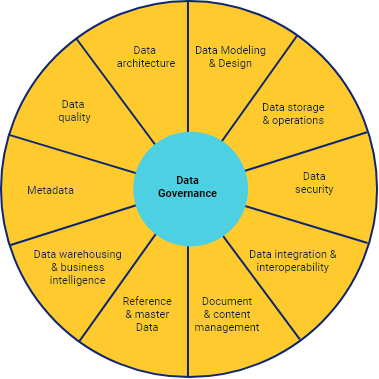 Data Modeling
& Design
Data storage
& operations
Data
security
Data integration &
interoperability
Document
& content
management
Reference
& master
Data
Data warehousing
& business
intelligence
Metadata
Data
quality
Data
architecture
Data
Governance